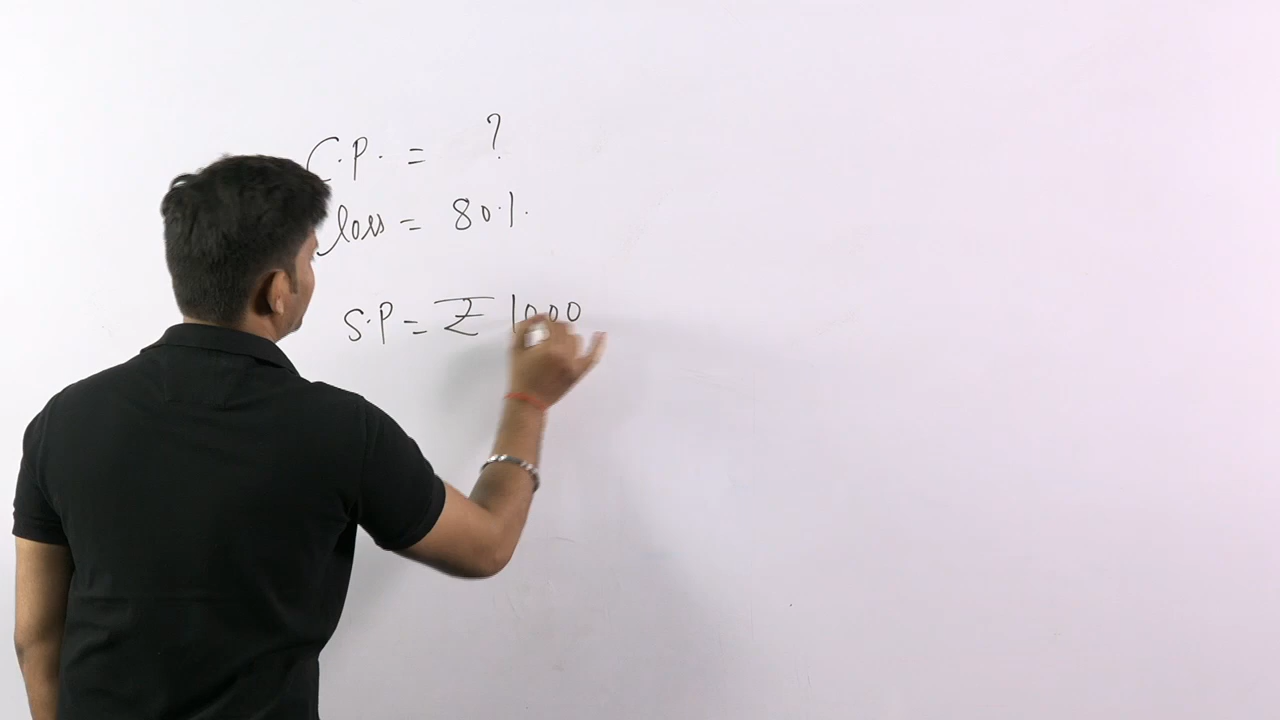 C.P. = ?
loss = 80%
S.P = ₹ 1000